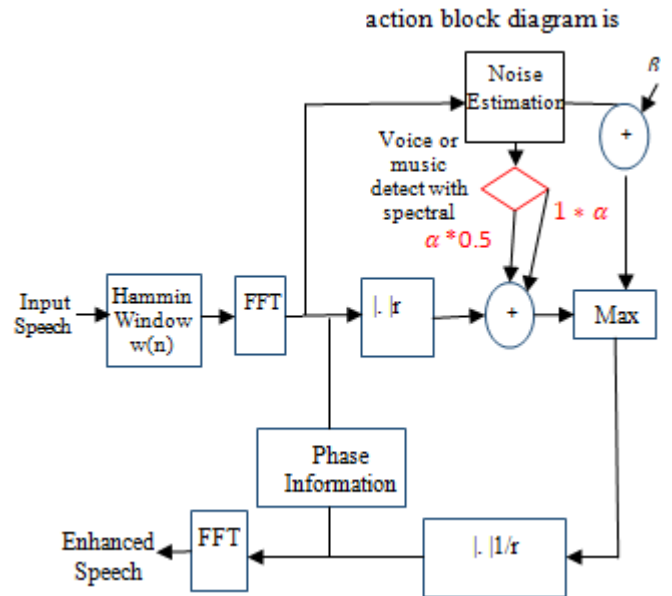 action block diagram is
Noise
Estimation
ß
+
Voice or
music
detect with
spectral
α *0.5
1 * α
Input
Speech
Hammin
Window
w(n)
FFT
|. |r
+
Max
Phase
Information
Enhanced
Speech
FFT
|. |1/r